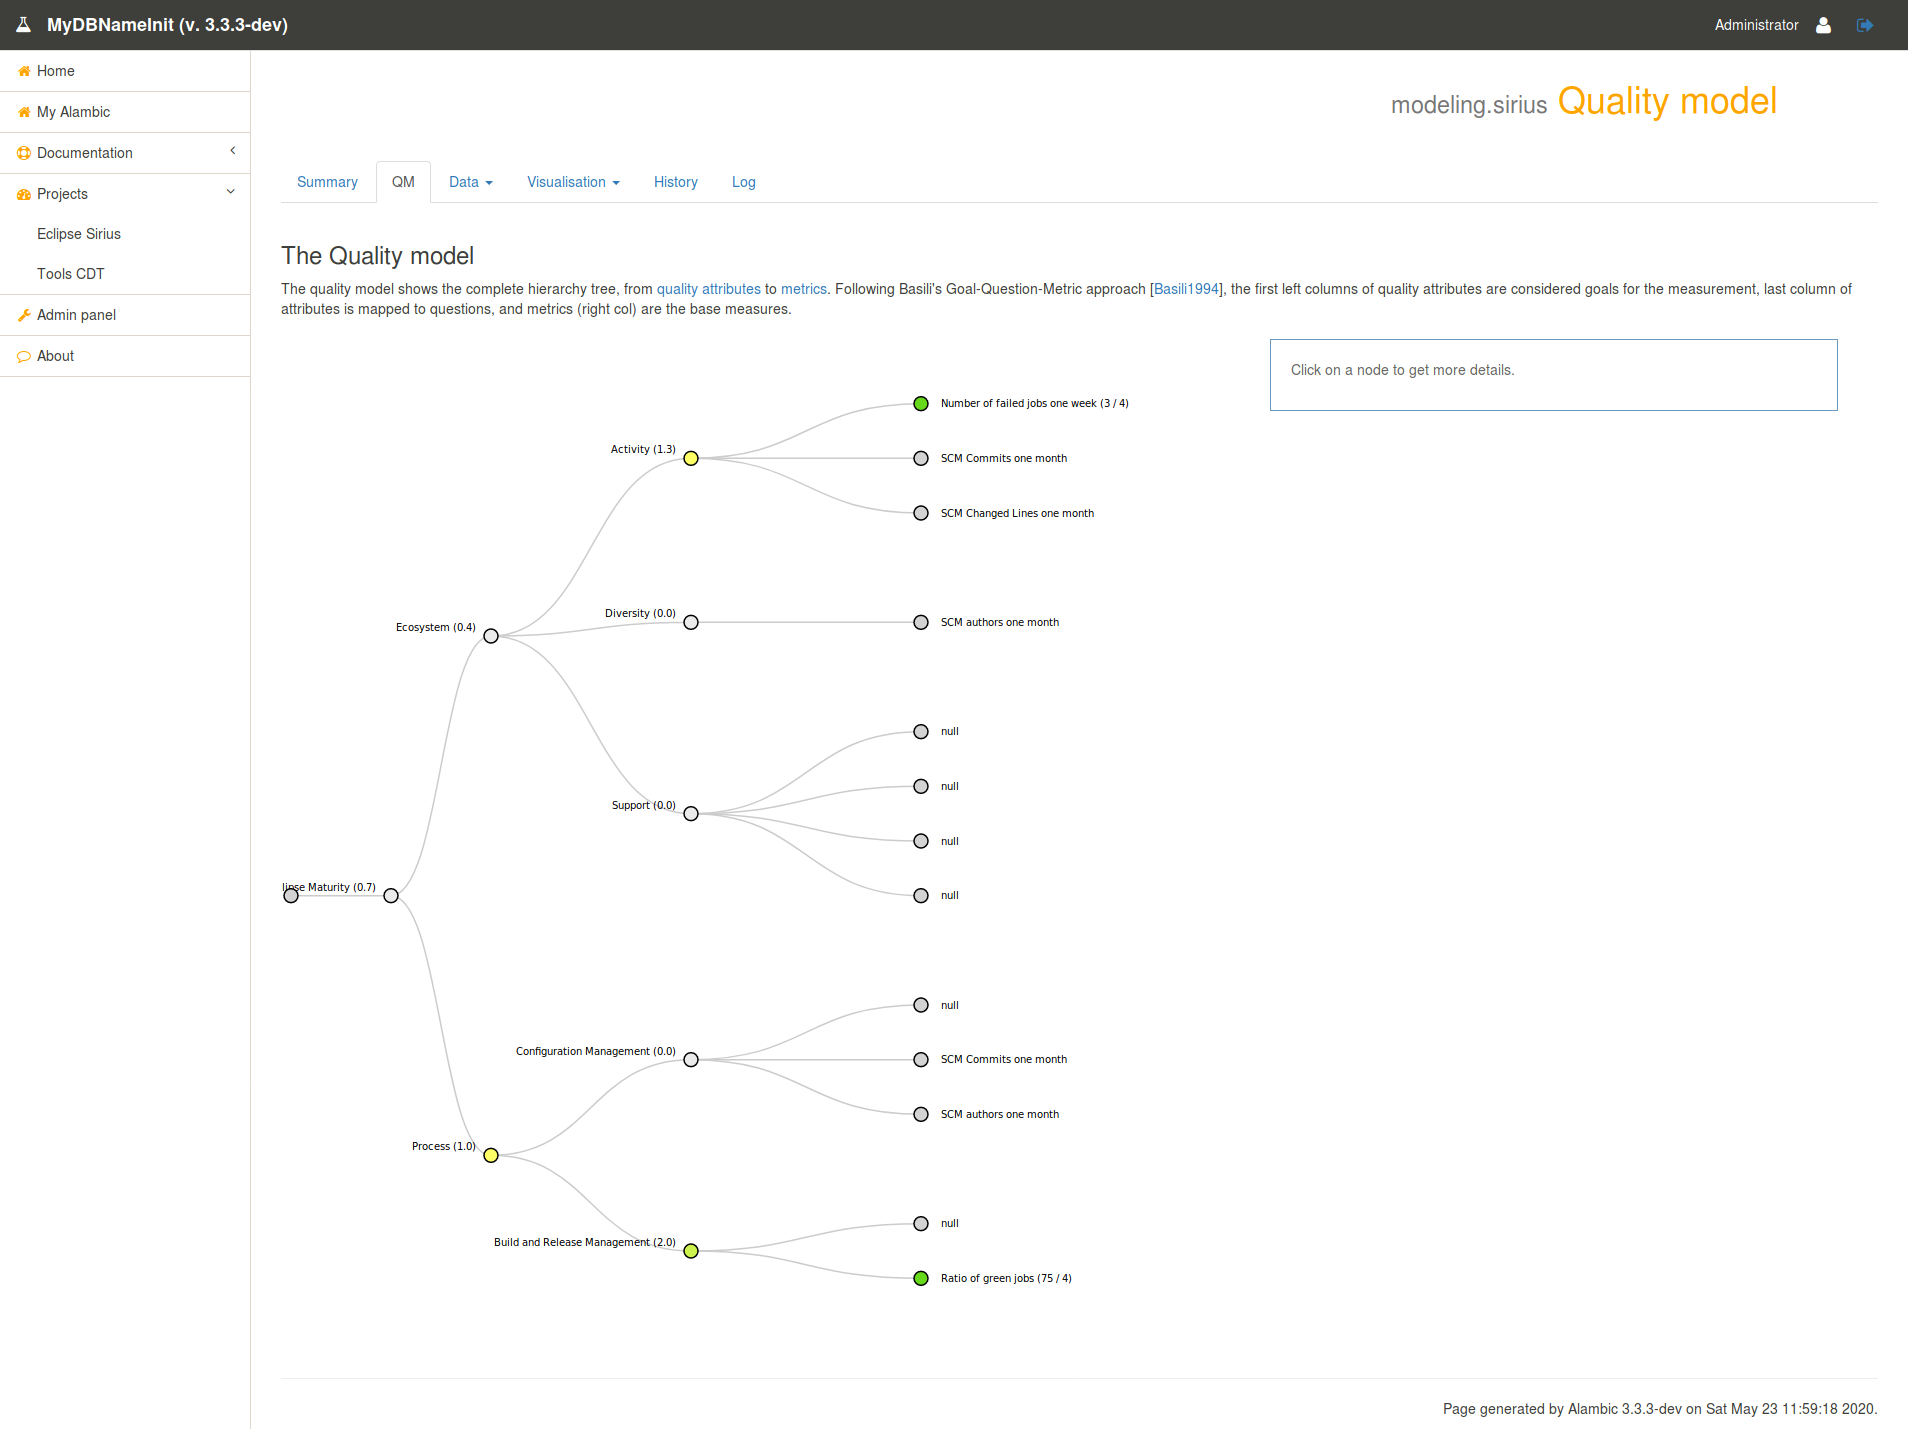 MyDBNameInit (v. 3.3.3-dev)
Administrator
Home
My Alambic
Documentation
Projects
Eclipse Sirius
Tools CDT
Admin panel
About
modeling.sirius Quality model
Summary
QM
Data
Visualisation
History
Log
The Quality model
The quality model shows the complete hierarchy tree, from quality attributes to metrics. Following Basili's Goal-Question-Metric approach [Basili1994], the first left columns of quality attributes are considered goals for the measurement, last column of
attributes is mapped to questions, and metrics (right col) are the base measures.
Click on a node to get more details.
Number of failed jobs one week (3 / 4)
Activity (1.3)
SCM Commits one month
SCM Changed Lines one month
Diversity (0.0)
SCM authors one month
Ecosystem (0.4)
null
null
Support (0.0)
null
null
lipse Maturity (0.7)
null
Configuration Management (0.0)
SCM Commits one month
SCM authors one month
Process (1.0)
null
Build and Release Management (2.0)
Ratio of green jobs (75 / 4)
Page generated by Alambic 3.3.3-dev on Sat May 23 11:59:18 2020.